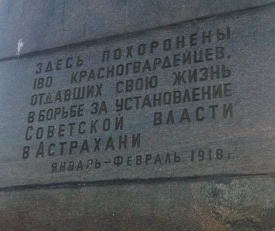 ЗДЕСЬ ПОХОРОНЕНЫ
180 КРАСНОГВАРДЕЙЦЕВ,
ОТДАВШИХ СВОЮ ЖИЗНЬ
В БОРЬБЕ ЗА УСТАНОВЛЕНИЕ
СОВЕТСКОЙ ВЛАСТИ
В АСТРАХАНИ
ЯНВАРЬ-ФЕВРАЛЬ 1918г.